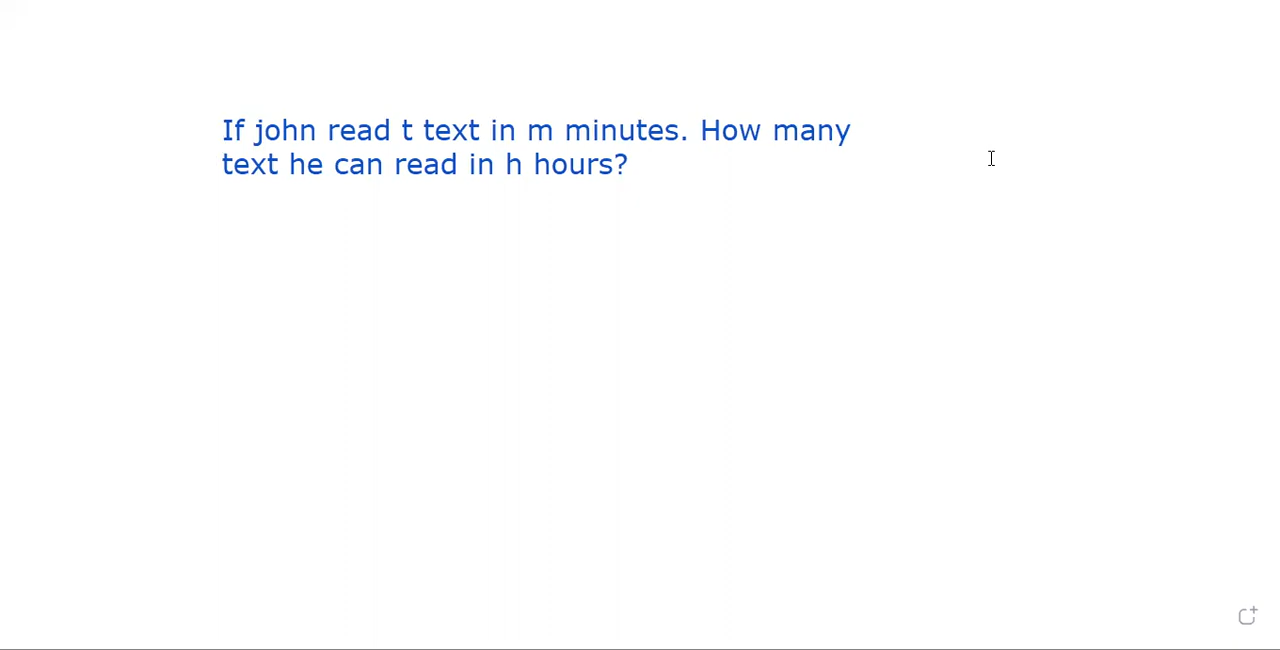 If john read t text in m minutes. How many
text he can read in h hours?